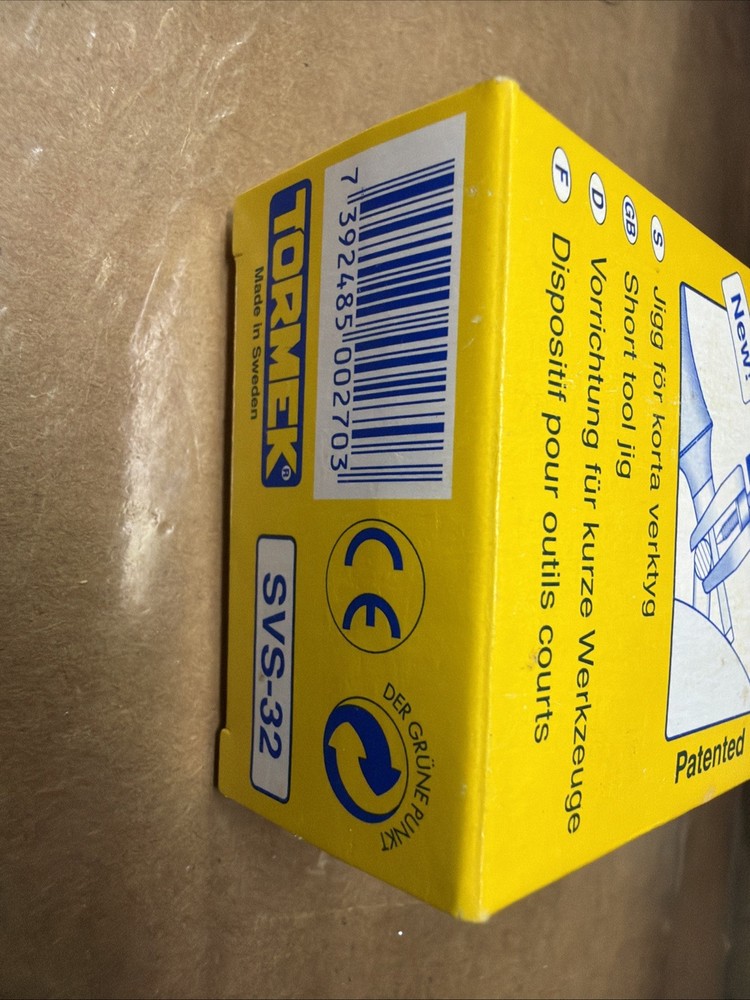 New!
S Jigg för korta verktyg
GB Short tool jig
D Vorrichtung für kurze Werkzeuge
F Dispositif pour outils courts
Patented
7 392485 002703
TORMEK®
Made in Sweden
CE
DER GRÜNE PUNKT
SVS-32